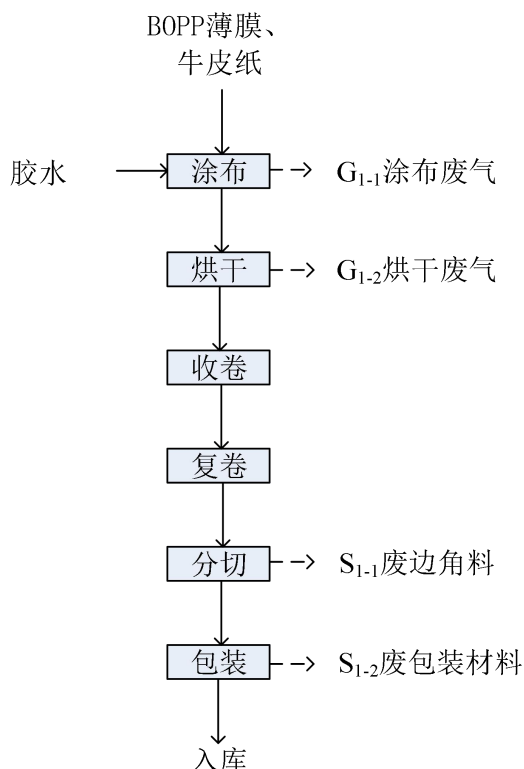 BOPP薄膜、
牛皮纸
胶水
涂布
G1-1涂布废气
烘干
G1-2烘干废气
收卷
复卷
分切
S1-1废边角料
包装
S1-2废包装材料
入库